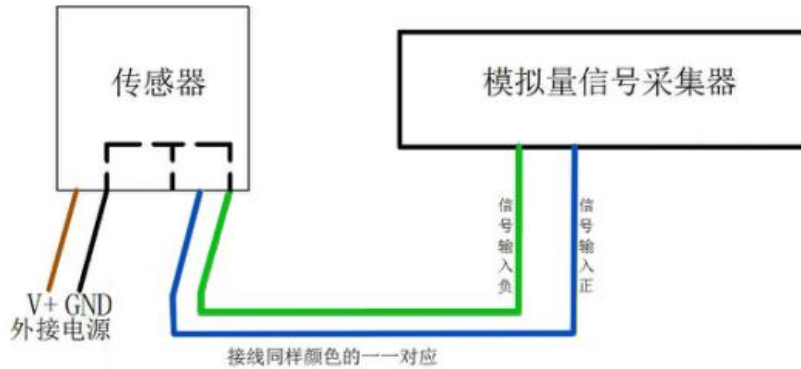 传感器
模拟量信号采集器
信号输入负
信号输入正
V+ GND
外接电源
接线同样颜色的一一对应